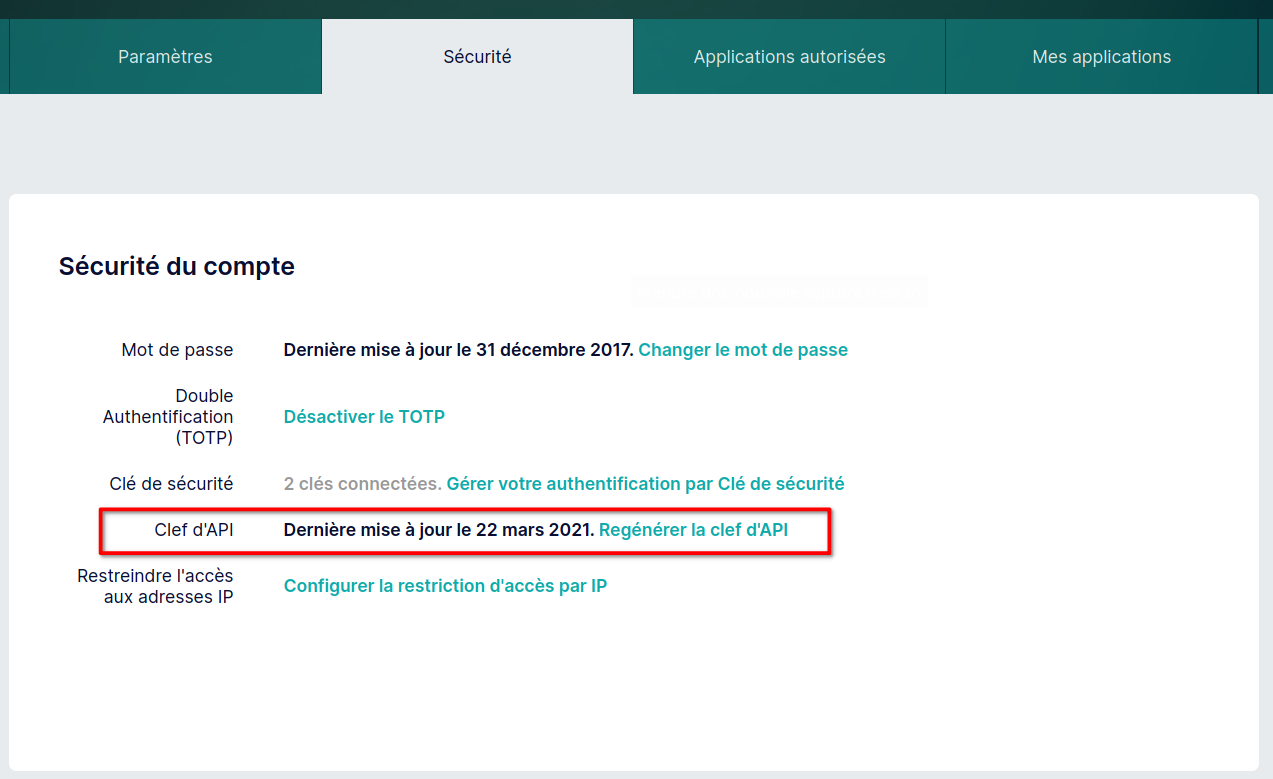 Paramètres
Sécurité
Applications autorisées
Mes applications
Sécurité du compte
Mot de passe
Dernière mise à jour le 31 décembre 2017. Changer le mot de passe
Double
Authentification
(TOTP)
Désactiver le TOTP
Clé de sécurité
2 clés connectées. Gérer votre authentification par Clé de sécurité
Clef d'API
Dernière mise à jour le 22 mars 2021. Regénérer la clef d'API
Restreindre l'accès
aux adresses IP
Configurer la restriction d'accès par IP